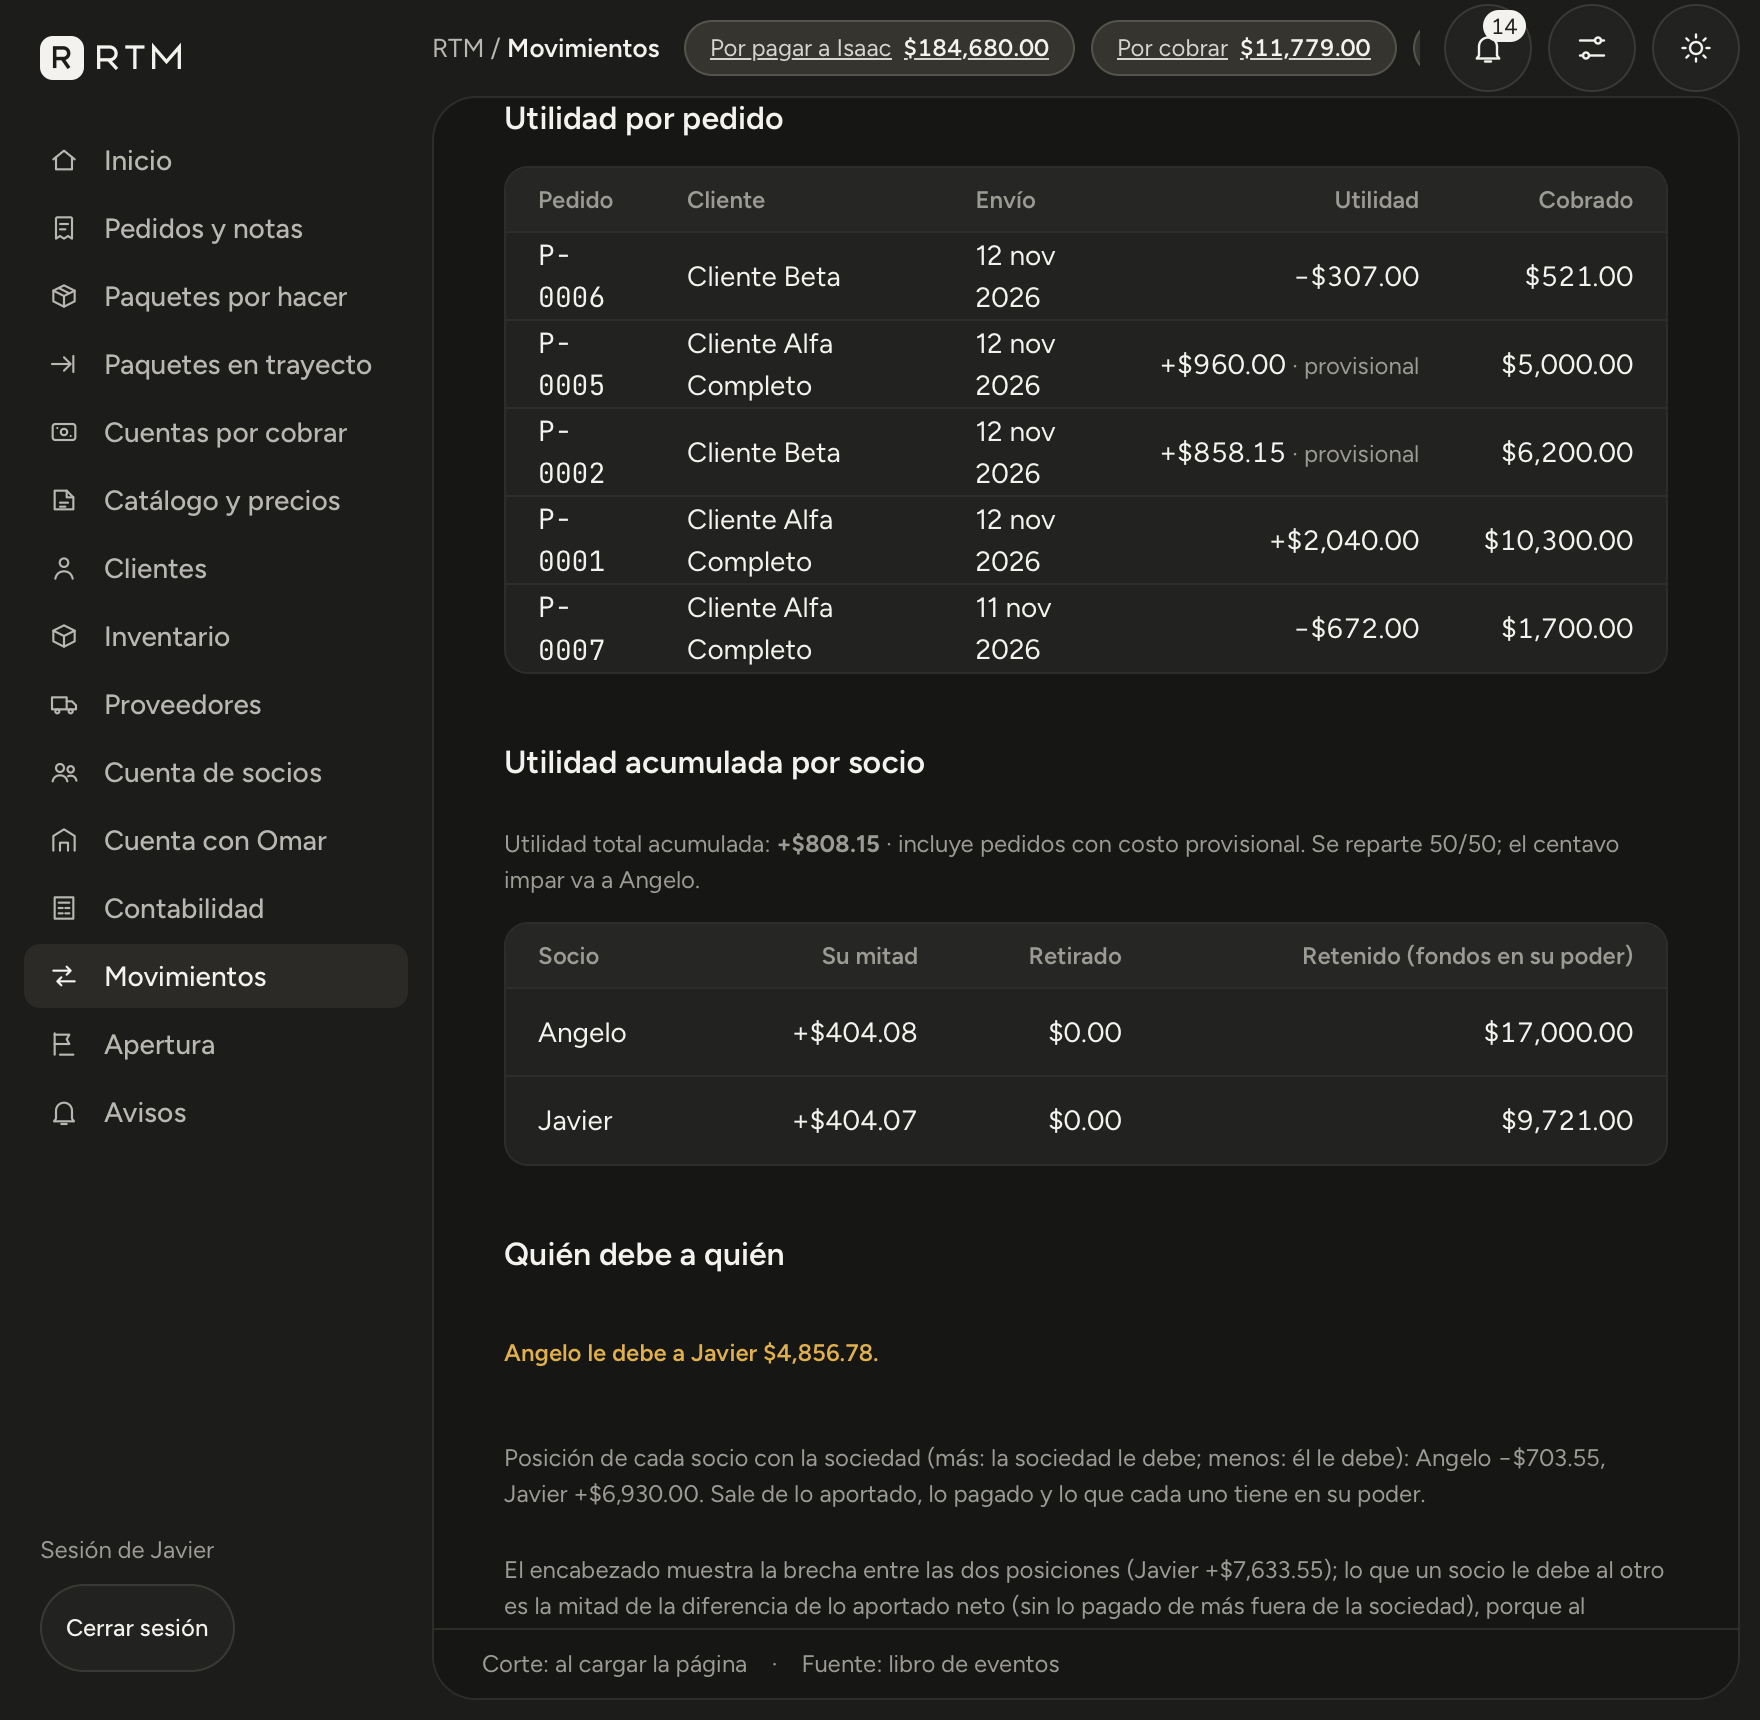 R RTM
RTM / Movimientos
Por pagar a Isaac $184,680.00
Por cobrar $11,779.00
14
Inicio
Pedidos y notas
Paquetes por hacer
Paquetes en trayecto
Cuentas por cobrar
Catálogo y precios
Clientes
Inventario
Proveedores
Cuenta de socios
Cuenta con Omar
Contabilidad
Movimientos
Apertura
Avisos
Sesión de Javier
Cerrar sesión
Utilidad por pedido
Pedido Cliente Envío Utilidad Cobrado
P-0006 Cliente Beta 12 nov 2026 −$307.00 $521.00
P-0005 Cliente Alfa Completo 12 nov 2026 +$960.00 · provisional $5,000.00
P-0002 Cliente Beta 12 nov 2026 +$858.15 · provisional $6,200.00
P-0001 Cliente Alfa Completo 12 nov 2026 +$2,040.00 $10,300.00
P-0007 Cliente Alfa Completo 11 nov 2026 −$672.00 $1,700.00
Utilidad acumulada por socio
Utilidad total acumulada: +$808.15 · incluye pedidos con costo provisional. Se reparte 50/50; el centavo
impar va a Angelo.
Socio Su mitad Retirado Retenido (fondos en su poder)
Angelo +$404.08 $0.00 $17,000.00
Javier +$404.07 $0.00 $9,721.00
Quién debe a quién
Angelo le debe a Javier $4,856.78.
Posición de cada socio con la sociedad (más: la sociedad le debe; menos: él le debe): Angelo −$703.55,
Javier +$6,930.00. Sale de lo aportado, lo pagado y lo que cada uno tiene en su poder.
El encabezado muestra la brecha entre las dos posiciones (Javier +$7,633.55); lo que un socio le debe al otro
es la mitad de la diferencia de lo aportado neto (sin lo pagado de más fuera de la sociedad), porque al
Corte: al cargar la página · Fuente: libro de eventos